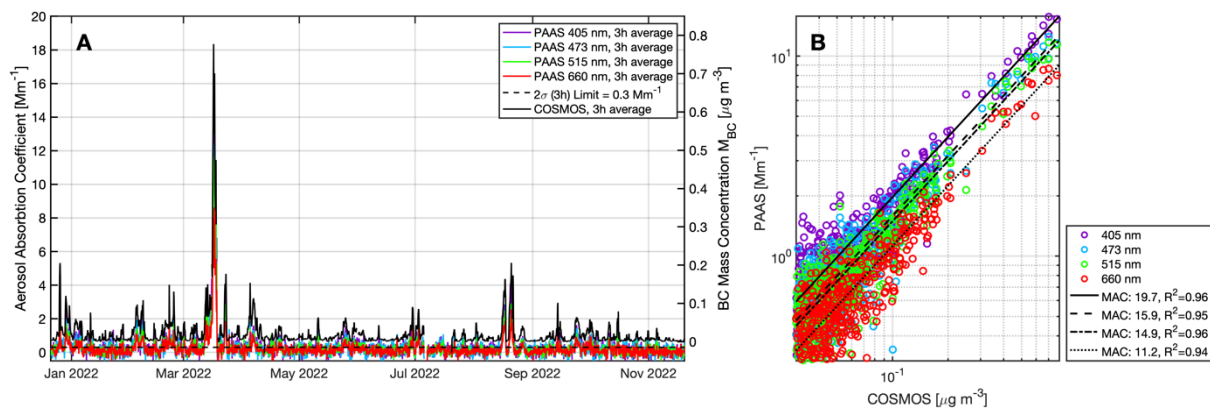 A
Aerosol Absorbtion Coefficient [Mm⁻¹]
20
18
16
14
12
10
8
6
4
2
0
Jan 2022
Mar 2022
May 2022
Jul 2022
Sep 2022
Nov 2022
PAAS 405 nm, 3h average
PAAS 473 nm, 3h average
PAAS 515 nm, 3h average
PAAS 660 nm, 3h average
2σ (3h) Limit = 0.3 Mm⁻¹
COSMOS, 3h average
0.8
0.7
0.6
0.5
0.4
0.3
0.2
0.1
0
BC Mass Concentration M_BC [μg m⁻³]
B
PAAS [Mm⁻¹]
10¹
10⁰
10⁻¹
COSMOS [μg m⁻³]
405 nm
473 nm
515 nm
660 nm
MAC: 19.7, R²=0.96
MAC: 15.9, R²=0.95
MAC: 14.9, R²=0.96
MAC: 11.2, R²=0.94